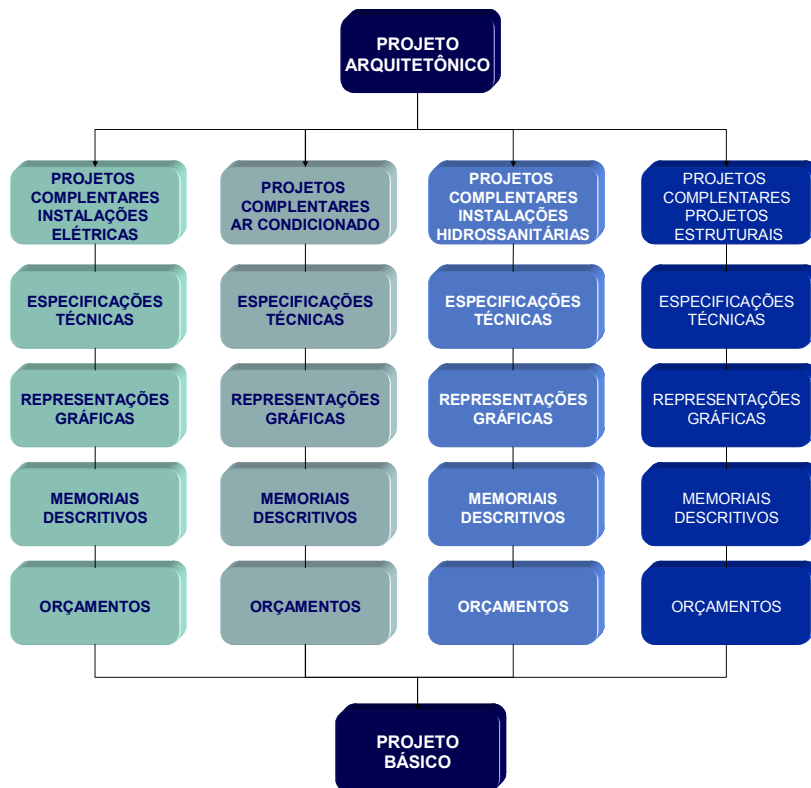 PROJETO
ARQUITETÔNICO
PROJETOS
COMPLENTARES
INSTALAÇÕES
ELÉTRICAS
PROJETOS
COMPLENTARES
AR CONDICIONADO
PROJETOS
COMPLENTARES
INSTALAÇÕES
HIDROSSANITÁRIAS
PROJETOS
COMPLENTARES
PROJETOS
ESTRUTURAIS
ESPECIFICAÇÕES
TÉCNICAS
ESPECIFICAÇÕES
TÉCNICAS
ESPECIFICAÇÕES
TÉCNICAS
ESPECIFICAÇÕES
TÉCNICAS
REPRESENTAÇÕES
GRÁFICAS
REPRESENTAÇÕES
GRÁFICAS
REPRESENTAÇÕES
GRÁFICAS
REPRESENTAÇÕES
GRÁFICAS
MEMORIAIS
DESCRITIVOS
MEMORIAIS
DESCRITIVOS
MEMORIAIS
DESCRITIVOS
MEMORIAIS
DESCRITIVOS
ORÇAMENTOS
ORÇAMENTOS
ORÇAMENTOS
ORÇAMENTOS
PROJETO
BÁSICO